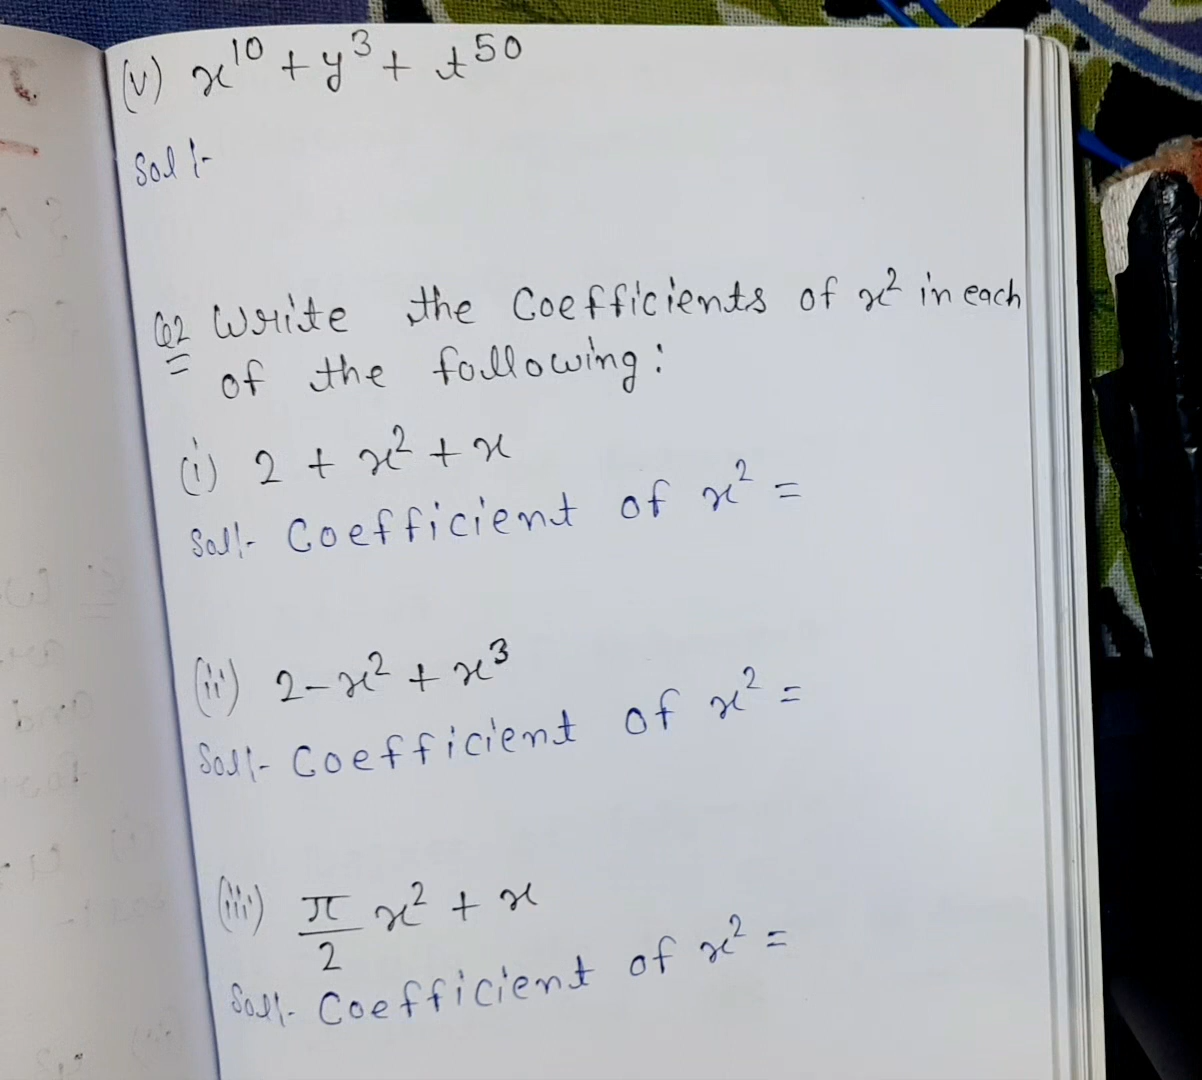 (v) x¹⁰ + y³ + t⁵⁰
Sol :-
Q2 Write the Coefficients of x² in each
of the following :
(i) 2 + x² + x
Sol:- Coefficient of x² =
(ii) 2 - x² + x³
Sol:- Coefficient of x² =
(iii) π/2 x² + x
Sol:- Coefficient of x² =